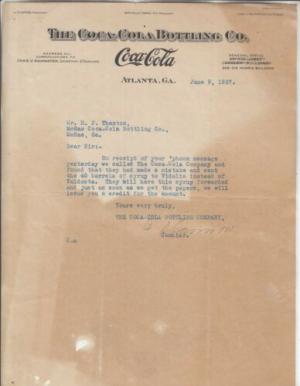 THE COCA-COLA BOTTLING CO.
Coca-Cola
ATLANTA, GA.
June 9, 1927.
Mr. H. F. Thaxton,
McRae Coca-Cola Bottling Co.,
McRae, Ga.
Dear Sir:-
On receipt of your 'phone message
yesterday we called The Coca-Cola Company and
found that they had made a mistake and sent
the 40 barrels of syrup to Vidalia instead of
Valdosta. They will have this syrup forwarded
and just as soon as we get the papers, we will
issue you a credit for the amount.
Yours very truly,
THE COCA-COLA BOTTLING COMPANY,
Cashier.